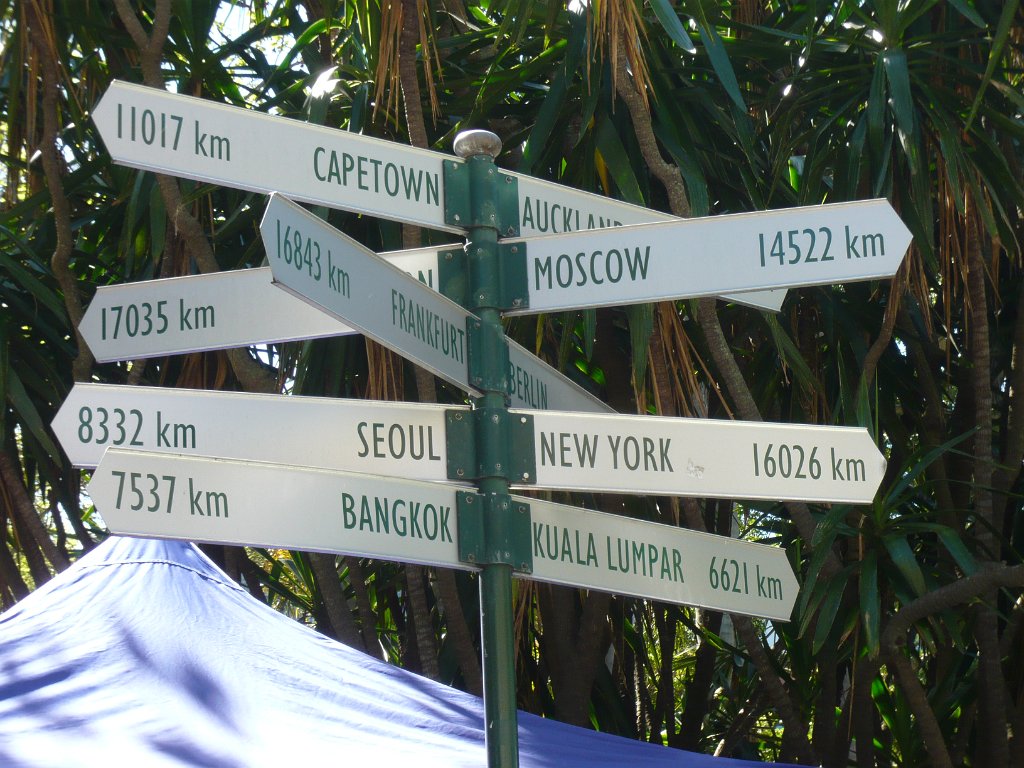 11017 km CAPETOWN
AUCKLAND
MOSCOW 14522 km
16843 km FRANKFURT
17035 km
BERLIN
8332 km SEOUL
NEW YORK 16026 km
7537 km BANGKOK
KUALA LUMPAR 6621 km